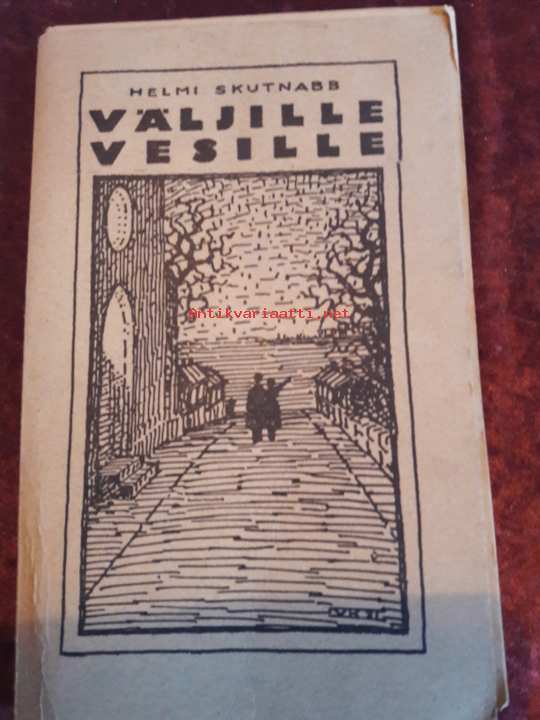 HELMI SKUTNABB
VÄLJILLE
VESILLE
Antikvariaatti.net